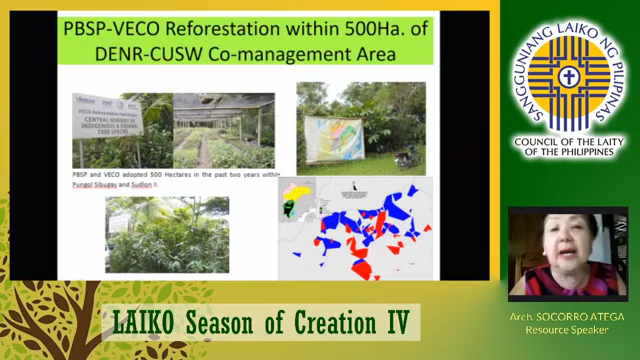 PBSP-VECO Reforestation within 500Ha. of
DENR-CUSW Co-management Area
CENTRAL NURSERY OF
INDIGENOUS & ENDEMIC
TREE SPECIES
PBSP and VECO adopted 500 Hectares in the past two years within
Pungol Sibugay and Sudlon II.
SANGGUNIANG LAIKO NG PILIPINAS
COUNCIL OF THE LAITY
OF THE PHILIPPINES
Arch. SOCORRO ATEGA
Resource Speaker
LAIKO Season of Creation IV